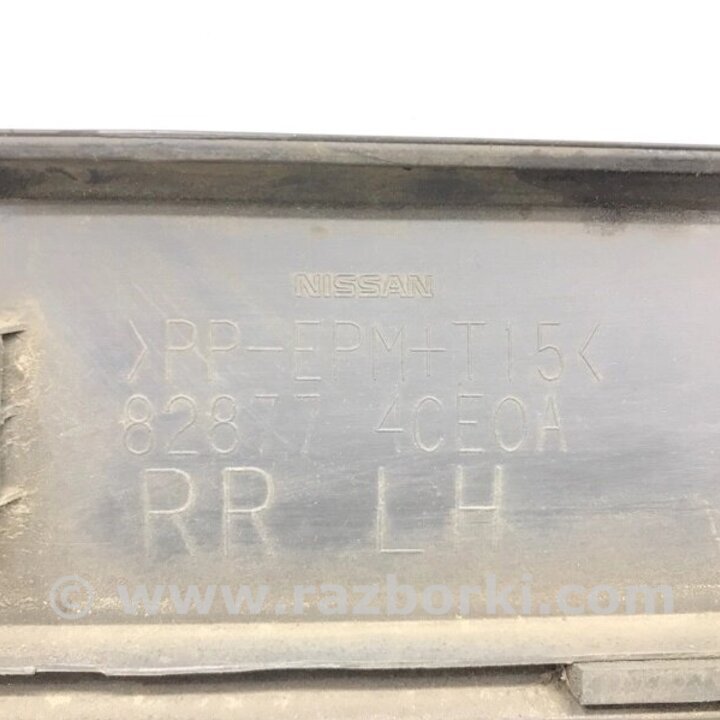 NISSAN
>PP-EPM+T15<
82877 4CE0A
RR LH
© www.razborki.com